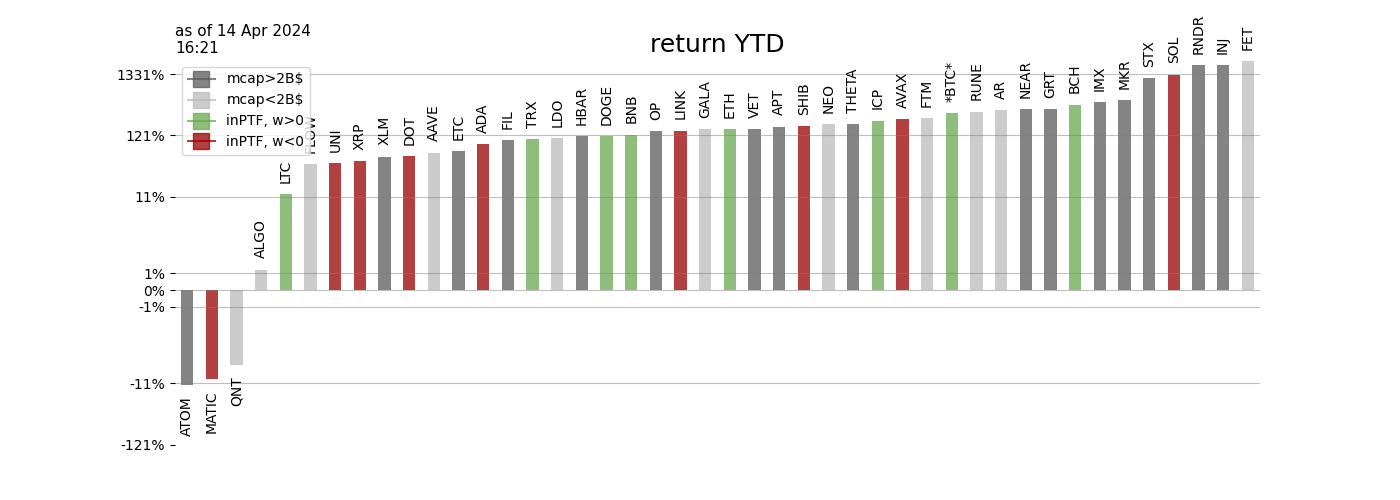 as of 14 Apr 2024
16:21
return YTD
mcap>2B$
mcap<2B$
inPTF, w>0
inPTF, w<0
1331%
121%
11%
1%
0%
-1%
-11%
-121%
ATOM
MATIC
QNT
ALGO
LTC
FLOW
UNI
XRP
XLM
DOT
AAVE
ETC
ADA
FIL
TRX
LDO
HBAR
DOGE
BNB
OP
LINK
GALA
ETH
VET
APT
SHIB
NEO
THETA
ICP
AVAX
FTM
*BTC*
RUNE
AR
NEAR
GRT
BCH
IMX
MKR
STX
SOL
RNDR
INJ
FET